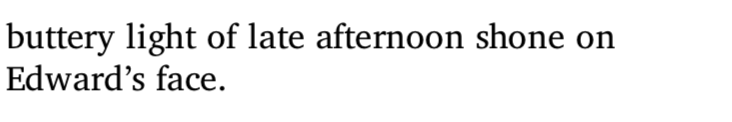 buttery light of late afternoon shone on
Edward’s face.